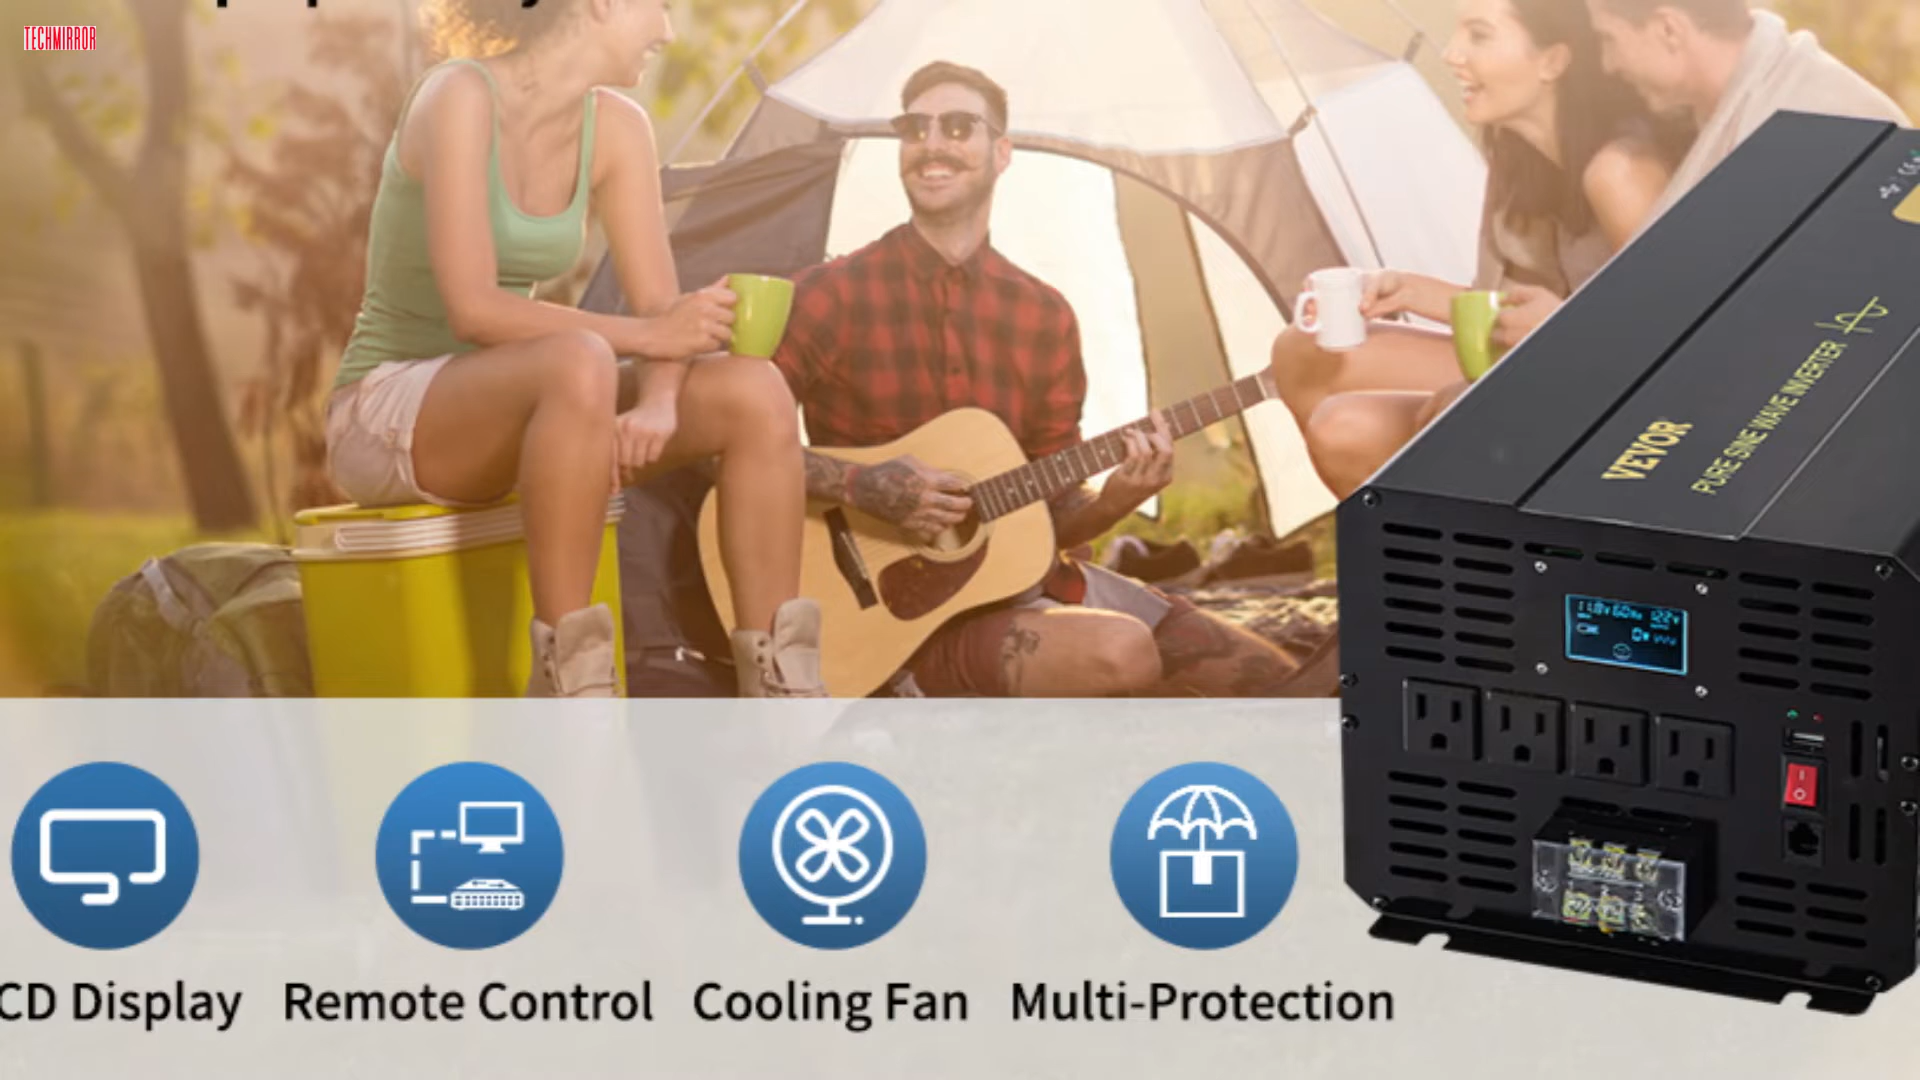 TECHMIRROR
VEVOR
PURE SINE WAVE INVERTER
CD Display
Remote Control
Cooling Fan
Multi-Protection